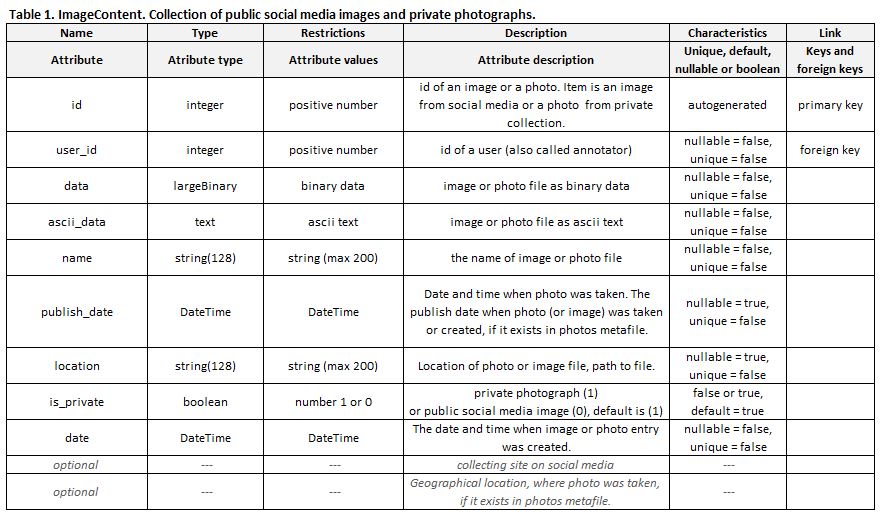 Table 1. ImageContent. Collection of public social media images and private photographs.
Name Type Restrictions Description Characteristics Link
Attribute Atribute type Attribute values Attribute description Unique, default, nullable or boolean Keys and foreign keys
id integer positive number id of an image or a photo. Item is an image from social media or a photo from private collection. autogenerated primary key
user_id integer positive number id of a user (also called annotator) nullable = false, unique = false foreign key
data largeBinary binary data image or photo file as binary data nullable = false, unique = false
ascii_data text ascii text image or photo file as ascii text nullable = false, unique = false
name string(128) string (max 200) the name of image or photo file nullable = false, unique = false
publish_date DateTime DateTime Date and time when photo was taken. The publish date when photo (or image) was taken or created, if it exists in photos metafile. nullable = true, unique = false
location string(128) string (max 200) Location of photo or image file, path to file. nullable = true, unique = false
is_private boolean number 1 or 0 private photograph (1) or public social media image (0), default is (1) false or true, default = true
date DateTime DateTime The date and time when image or photo entry was created. nullable = false, unique = false
optional --- --- collecting site on social media ---
optional --- --- Geographical location, where photo was taken, if it exists in photos metafile. ---